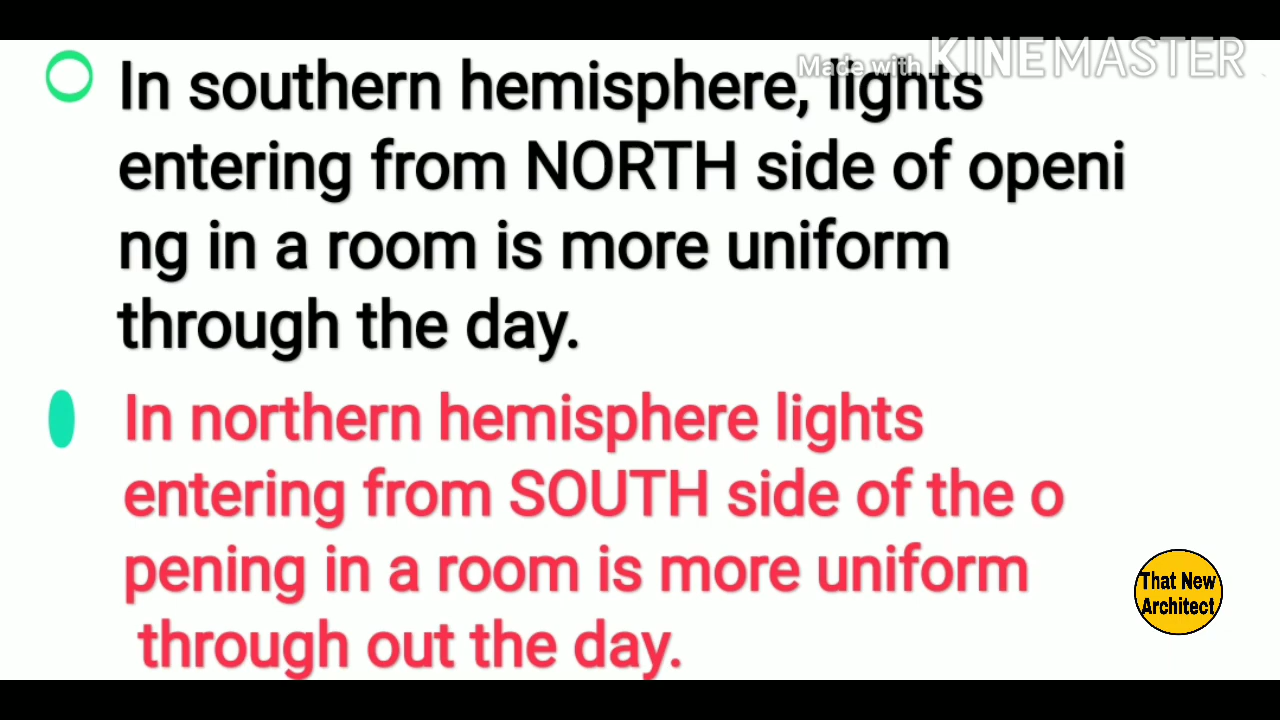 Made with KINEMASTER
In southern hemisphere, lights
entering from NORTH side of openi
ng in a room is more uniform
through the day.
In northern hemisphere lights
entering from SOUTH side of the o
pening in a room is more uniform
through out the day.
That New
Architect